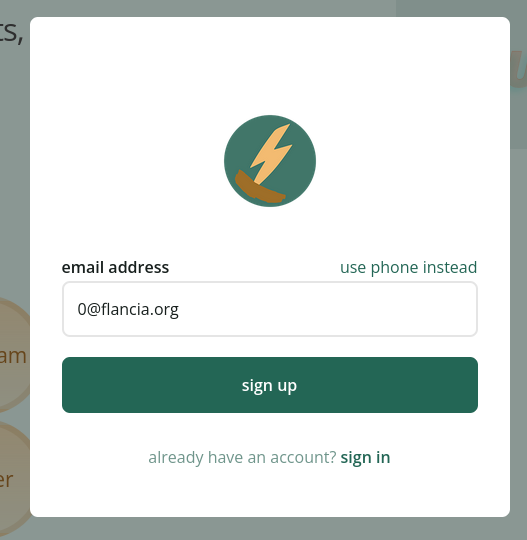 ts,
email address
use phone instead
0@flancia.org
sign up
already have an account? sign in
am
er